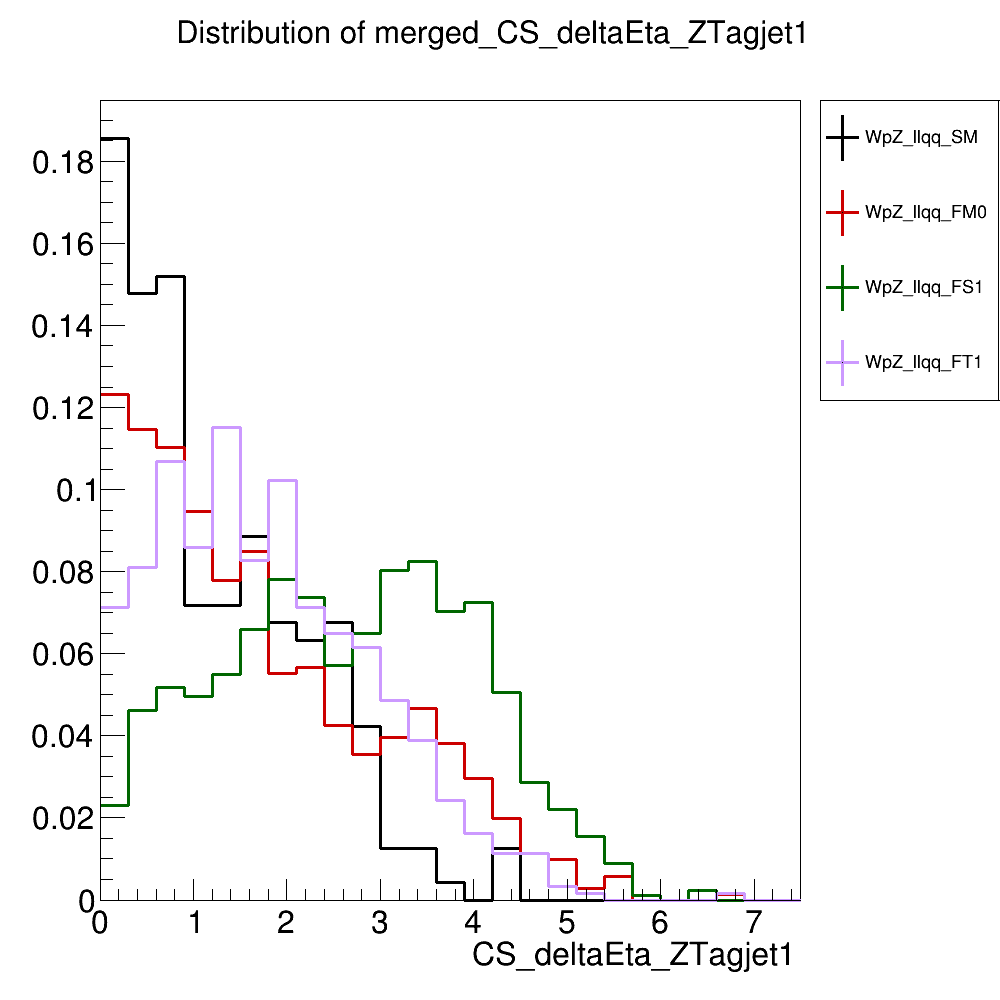 Distribution of merged_CS_deltaEta_ZTagjet1
WpZ_llqq_SM
WpZ_llqq_FM0
WpZ_llqq_FS1
WpZ_llqq_FT1
0.18
0.16
0.14
0.12
0.1
0.08
0.06
0.04
0.02
0
0 1 2 3 4 5 6 7
CS_deltaEta_ZTagjet1